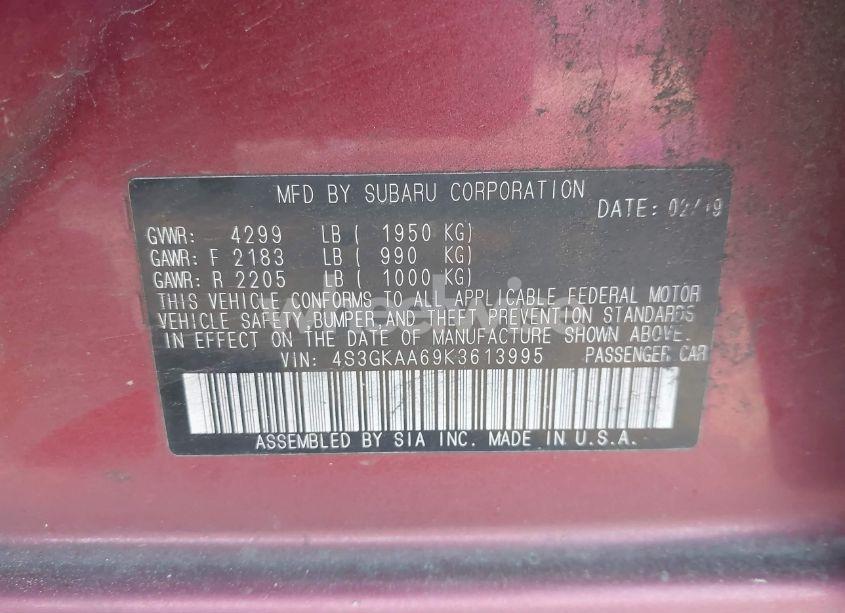 MFD BY SUBARU CORPORATION
DATE: 02/19
GVWR: 4299 LB ( 1950 KG)
GAWR: F 2183 LB ( 990 KG)
GAWR: R 2205 LB ( 1000 KG)
THIS VEHICLE CONFORMS TO ALL APPLICABLE FEDERAL MOTOR
VEHICLE SAFETY,BUMPER,AND THEFT PREVENTION STANDARDS
IN EFFECT ON THE DATE OF MANUFACTURE SHOWN ABOVE.
VIN: 4S3GKAA69K3613995 PASSENGER CAR
ASSEMBLED BY SIA INC. MADE IN U.S.A.